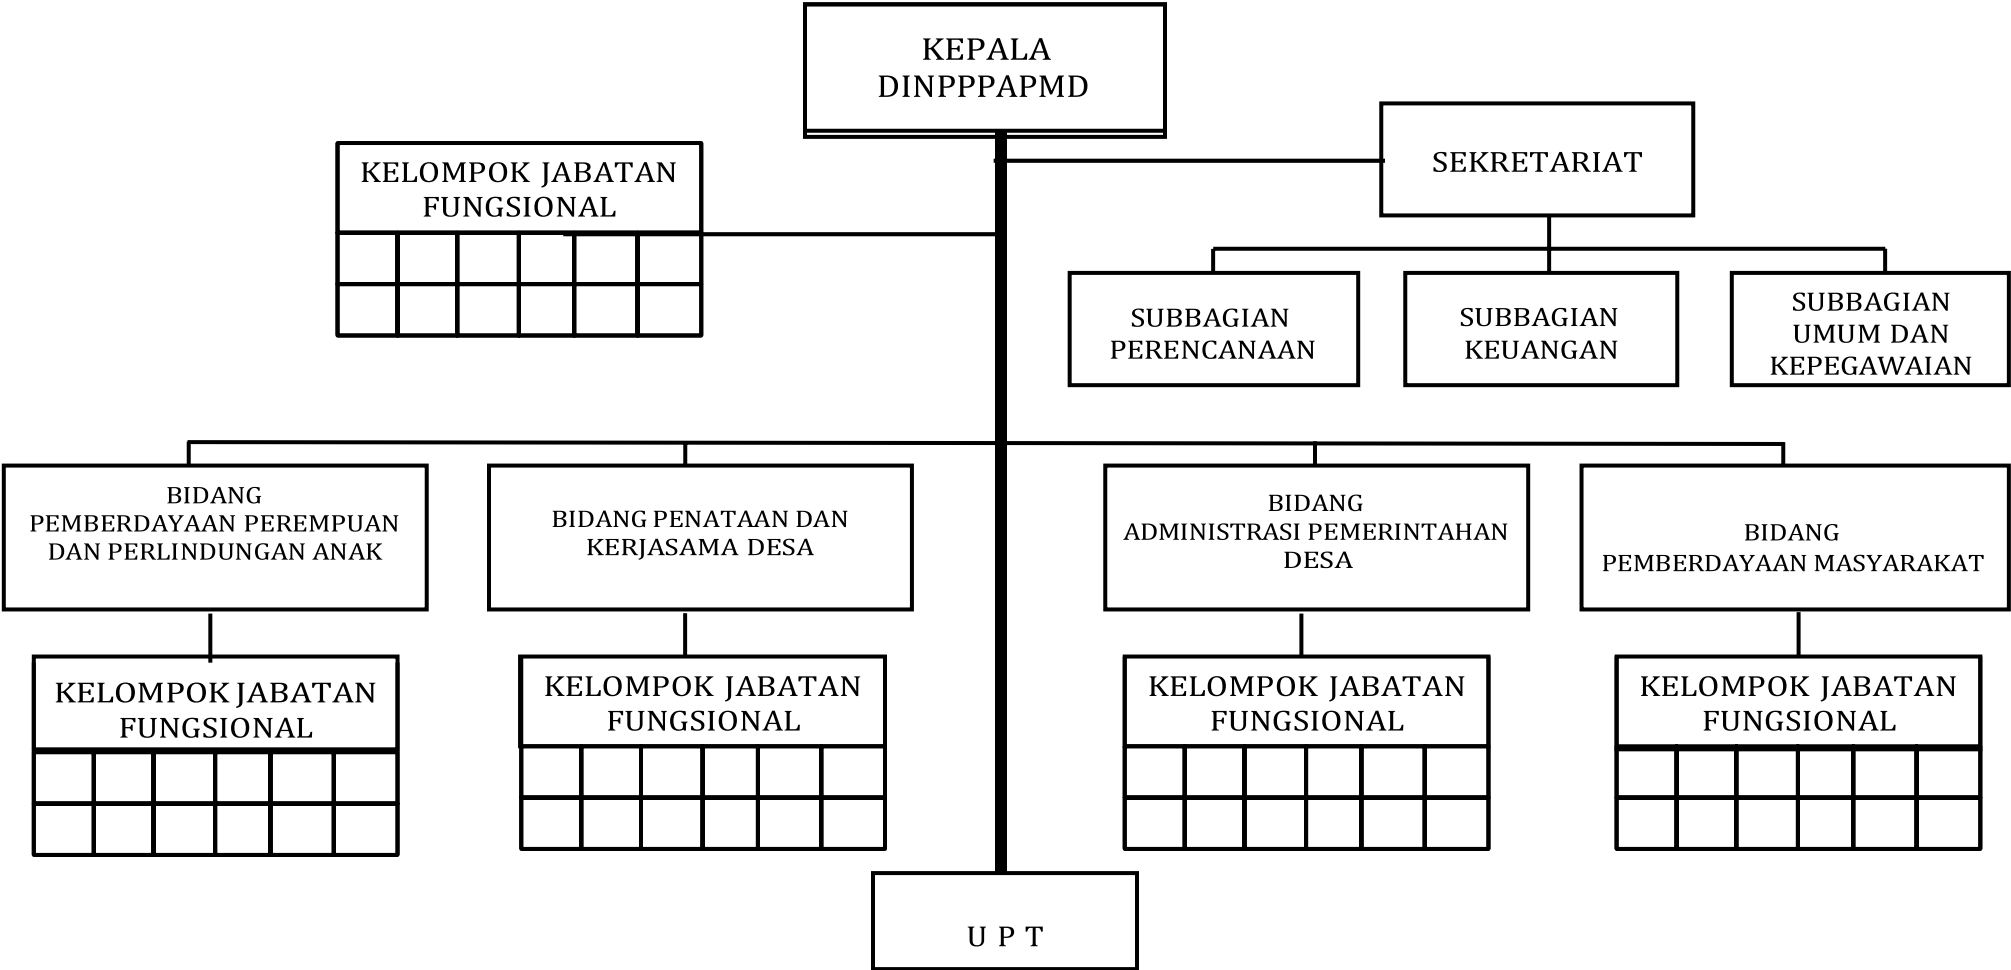 KEPALA
DINPPPAPMD
SEKRETARIAT
KELOMPOK JABATAN
FUNGSIONAL
SUBBAGIAN
PERENCANAAN
SUBBAGIAN
KEUANGAN
SUBBAGIAN
UMUM DAN
KEPEGAWAIAN
BIDANG
PEMBERDAYAAN PEREMPUAN
DAN PERLINDUNGAN ANAK
BIDANG PENATAAN DAN
KERJASAMA DESA
BIDANG
ADMINISTRASI PEMERINTAHAN
DESA
BIDANG
PEMBERDAYAAN MASYARAKAT
KELOMPOK JABATAN
FUNGSIONAL
KELOMPOK JABATAN
FUNGSIONAL
KELOMPOK JABATAN
FUNGSIONAL
KELOMPOK JABATAN
FUNGSIONAL
U P T